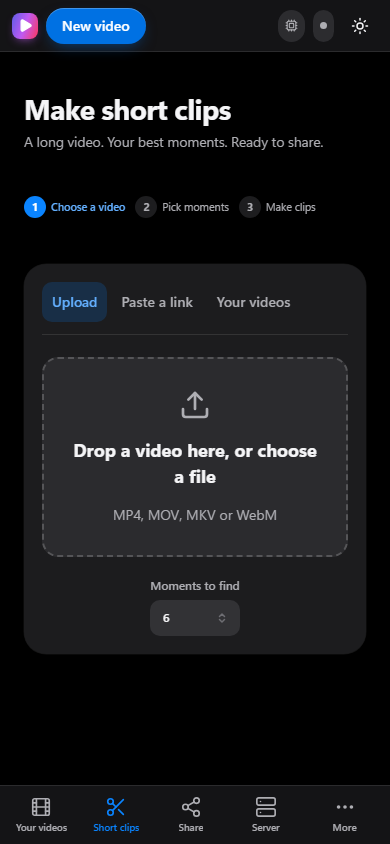 New video
Make short clips
A long video. Your best moments. Ready to share.
1 Choose a video 2 Pick moments 3 Make clips
Upload Paste a link Your videos
Drop a video here, or choose
a file
MP4, MOV, MKV or WebM
Moments to find
6
Your videos Short clips Share Server More